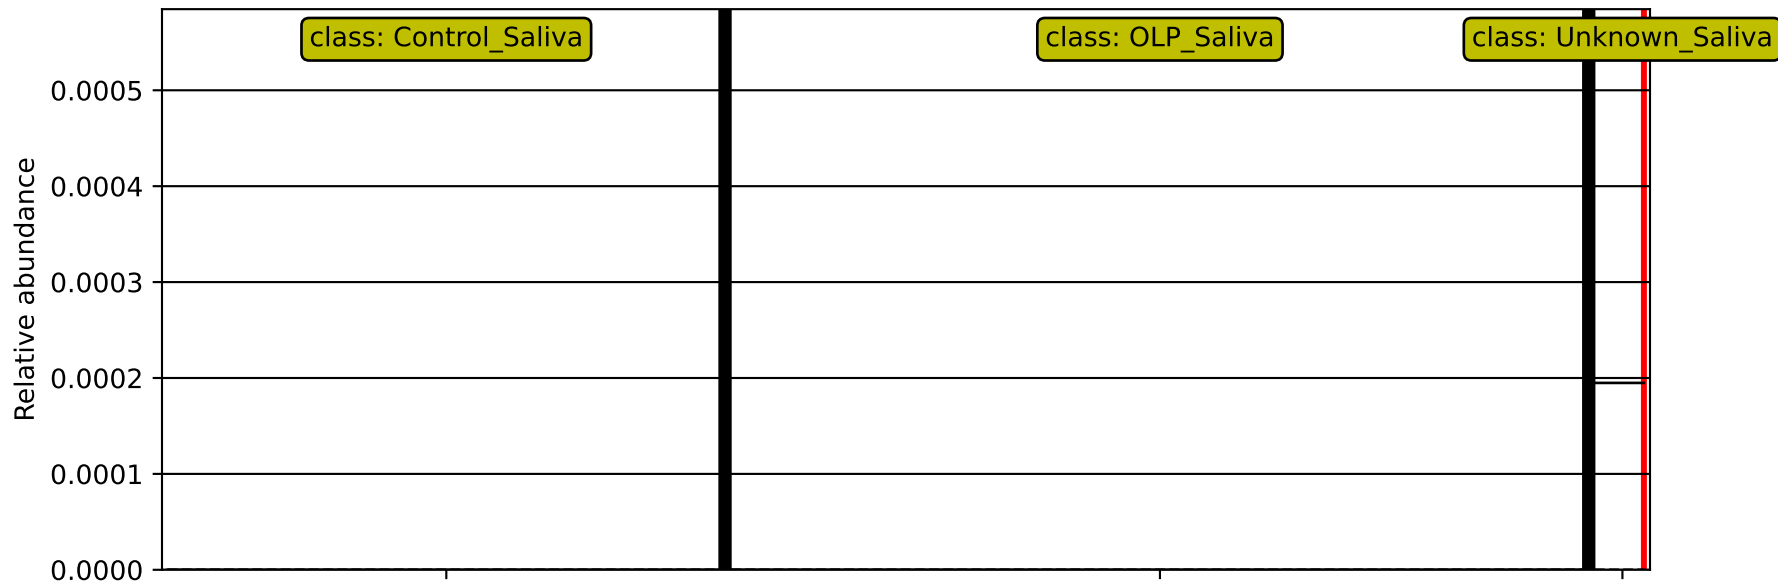 class: Control_Saliva
class: OLP_Saliva
class: Unknown_Saliva
Relative abundance
0.0005
0.0004
0.0003
0.0002
0.0001
0.0000